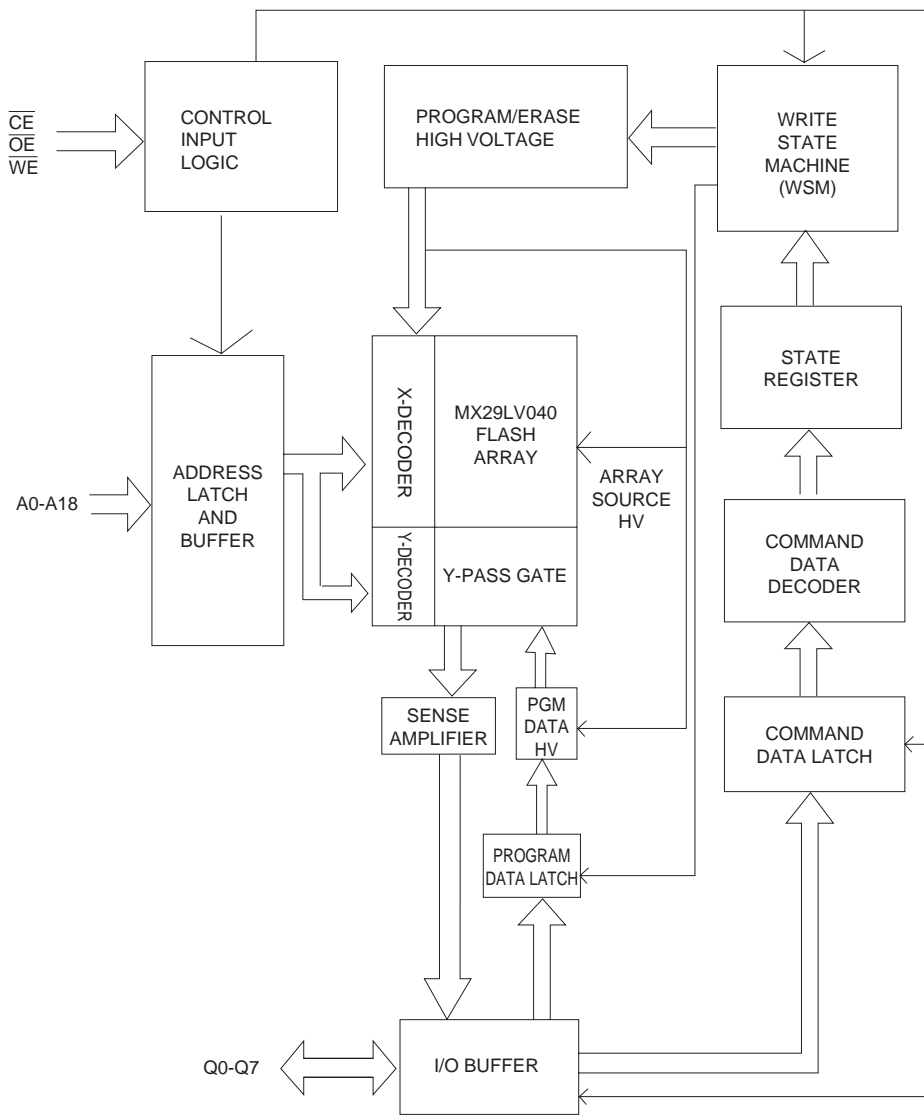 CONTROL
INPUT
LOGIC
PROGRAM/ERASE
HIGH VOLTAGE
WRITE
STATE
MACHINE
(WSM)
CE
OE
WE
STATE
REGISTER
X-DECODER
MX29LV040
FLASH
ARRAY
ADDRESS
LATCH
AND
BUFFER
A0-A18
ARRAY
SOURCE
HV
Y-DECODER
Y-PASS GATE
COMMAND
DATA
DECODER
SENSE
AMPLIFIER
PGM
DATA
HV
COMMAND
DATA LATCH
PROGRAM
DATA LATCH
Q0-Q7
I/O BUFFER